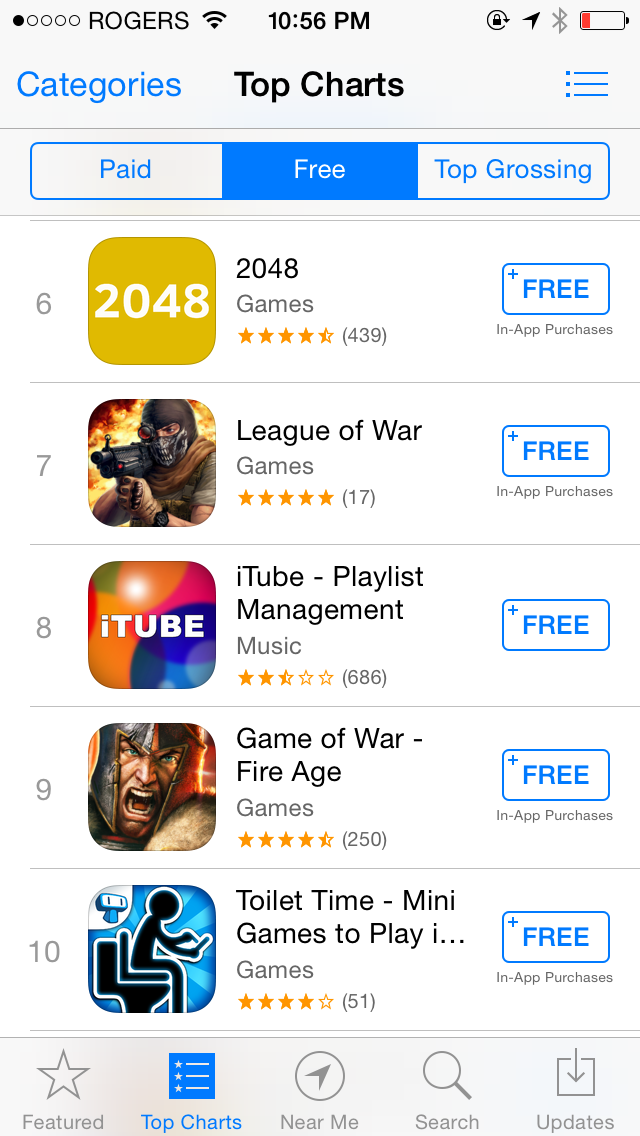 ROGERS 10:56 PM
Categories Top Charts
Paid Free Top Grossing
6 2048 2048
Games
(439)
+ FREE
In-App Purchases
7 League of War
Games
(17)
+ FREE
In-App Purchases
8 iTUBE iTube - Playlist
Management
Music
(686)
+ FREE
9 Game of War -
Fire Age
Games
(250)
+ FREE
In-App Purchases
10 Toilet Time - Mini
Games to Play i...
Games
(51)
+ FREE
In-App Purchases
Featured Top Charts Near Me Search Updates